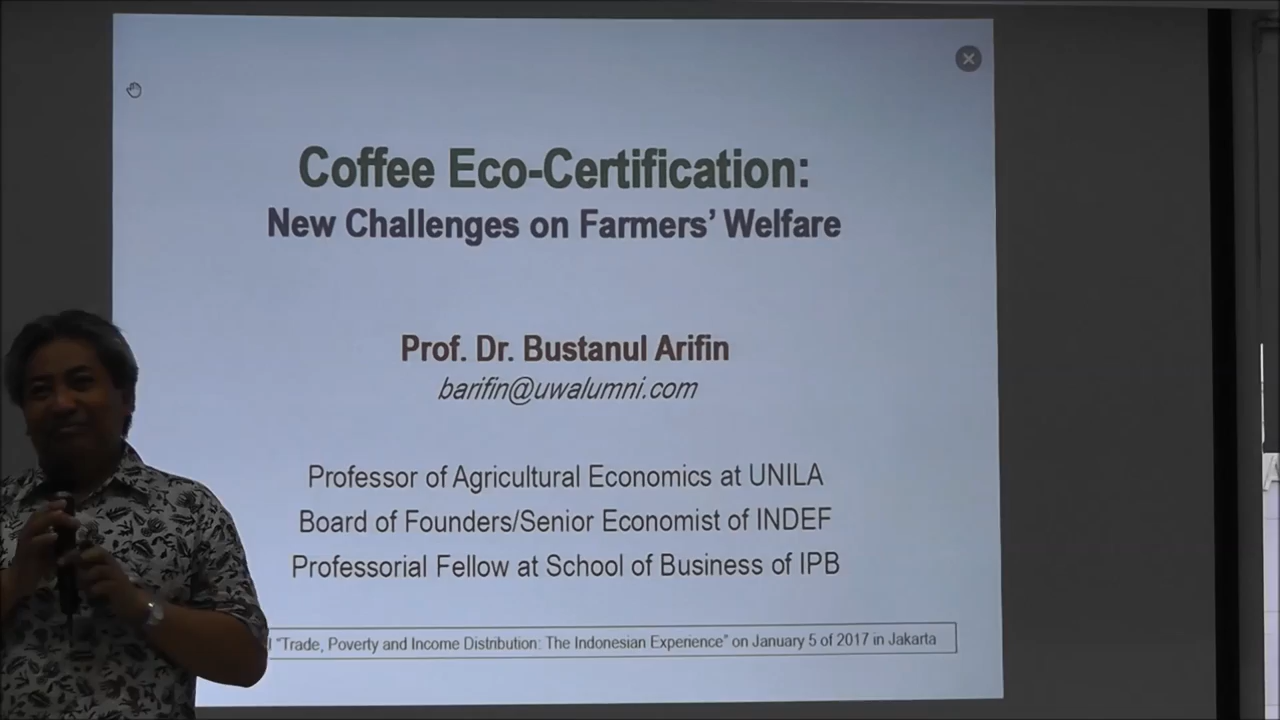 Coffee Eco-Certification:
New Challenges on Farmers' Welfare
Prof. Dr. Bustanul Arifin
barifin@uwalumni.com
Professor of Agricultural Economics at UNILA
Board of Founders/Senior Economist of INDEF
Professorial Fellow at School of Business of IPB
"Trade, Poverty and Income Distribution: The Indonesian Experience" on January 5 of 2017 in Jakarta